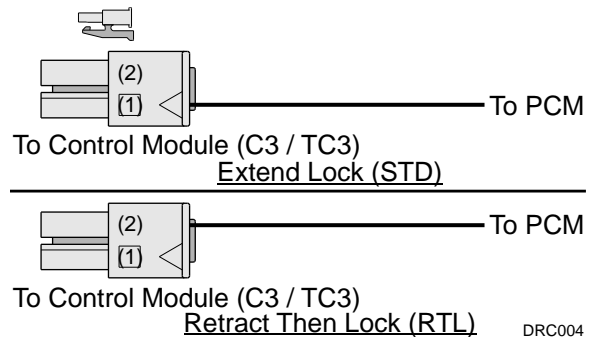 (2)
(1)
To PCM
To Control Module (C3 / TC3)
Extend Lock (STD)
(2)
To PCM
(1)
To Control Module (C3 / TC3)
Retract Then Lock (RTL)
DRC004